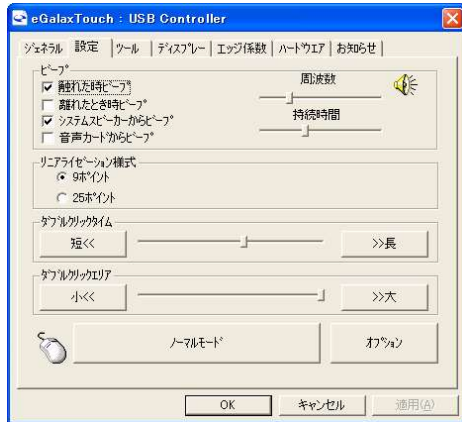 eGalaxTouch : USB Controller
ジェネラル 設定 ツール ディスプレー エッジ係数 ハートウエア お知らせ
ビープ
触れた時ビープ
離れたとき時ビープ
システムスピーカーからビープ
音声カードからビープ
周波数
持続時間
リニアライゼーション様式
9ポイント
25ポイント
ダブルクリックタイム
短<< >>長
ダブルクリックエリア
小<< >>大
ノーマルモード オプション
OK キャンセル 適用(A)